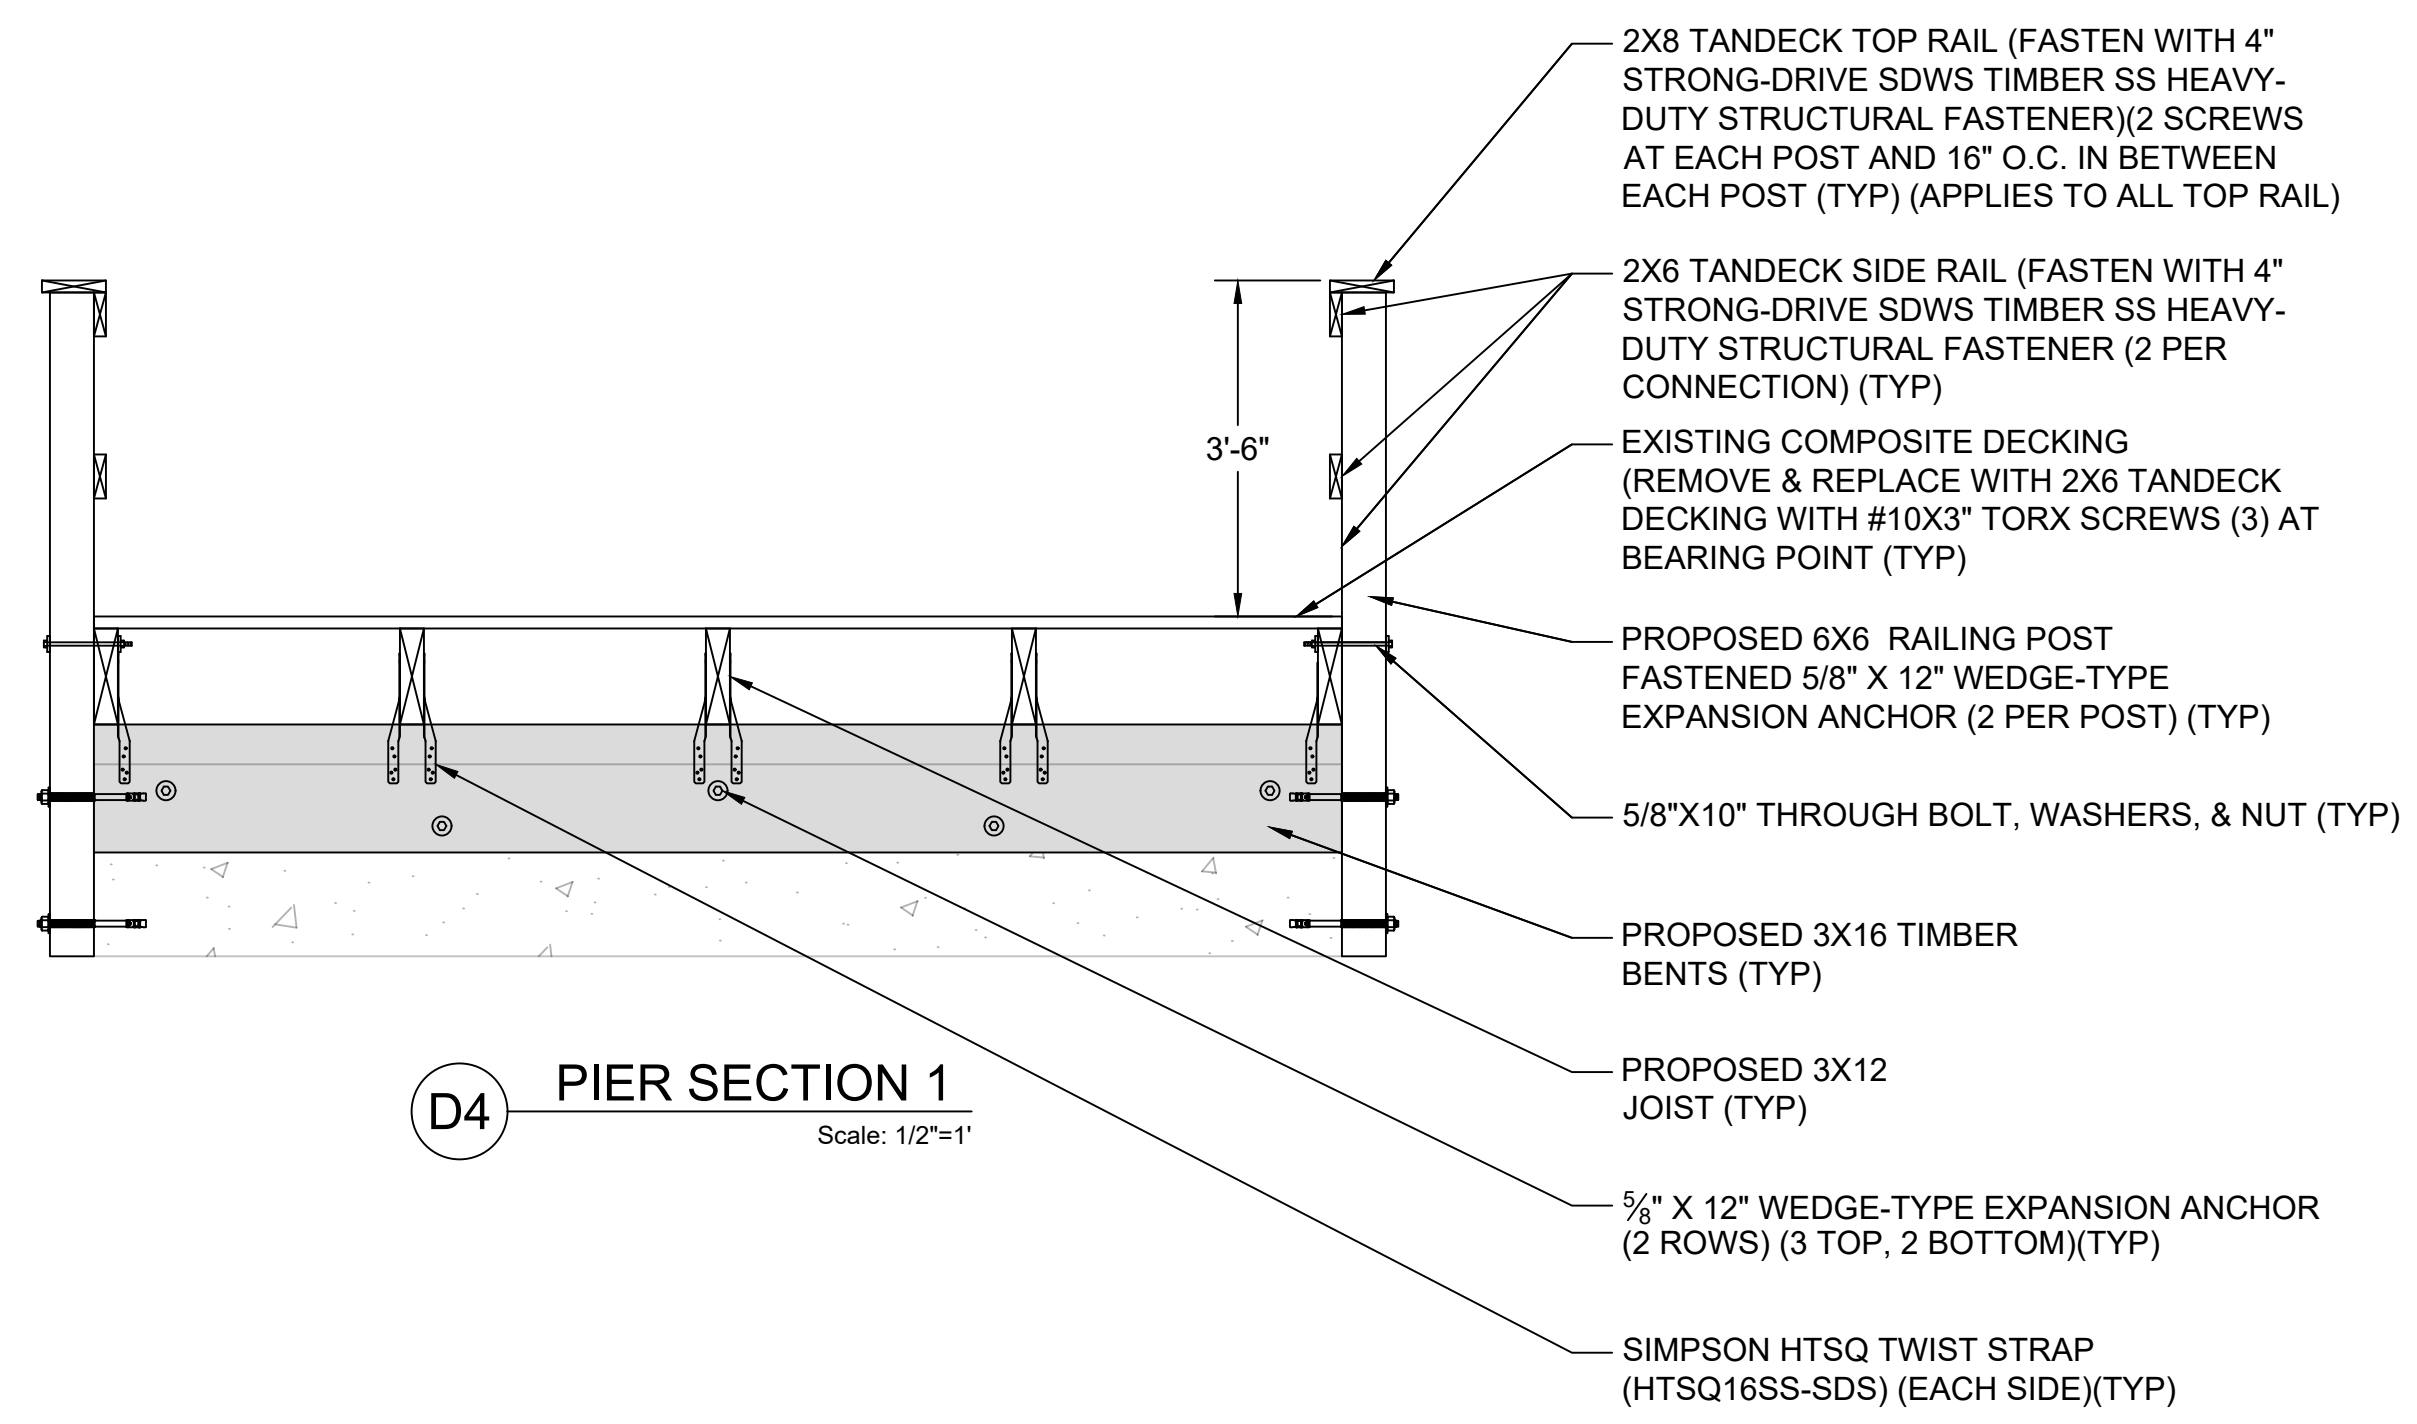 2X8 TANDECK TOP RAIL (FASTEN WITH 4"
STRONG-DRIVE SDWS TIMBER SS HEAVY-
DUTY STRUCTURAL FASTENER)(2 SCREWS
AT EACH POST AND 16" O.C. IN BETWEEN
EACH POST (TYP) (APPLIES TO ALL TOP RAIL)
2X6 TANDECK SIDE RAIL (FASTEN WITH 4"
STRONG-DRIVE SDWS TIMBER SS HEAVY-
DUTY STRUCTURAL FASTENER (2 PER
CONNECTION) (TYP)
3'-6"
EXISTING COMPOSITE DECKING
(REMOVE & REPLACE WITH 2X6 TANDECK
DECKING WITH #10X3" TORX SCREWS (3) AT
BEARING POINT (TYP)
PROPOSED 6X6 RAILING POST
FASTENED 5/8" X 12" WEDGE-TYPE
EXPANSION ANCHOR (2 PER POST) (TYP)
5/8"X10" THROUGH BOLT, WASHERS, & NUT (TYP)
PROPOSED 3X16 TIMBER
BENTS (TYP)
PROPOSED 3X12
JOIST (TYP)
⅝" X 12" WEDGE-TYPE EXPANSION ANCHOR
(2 ROWS) (3 TOP, 2 BOTTOM)(TYP)
SIMPSON HTSQ TWIST STRAP
(HTSQ16SS-SDS) (EACH SIDE)(TYP)
D4
PIER SECTION 1
Scale: 1/2"=1'